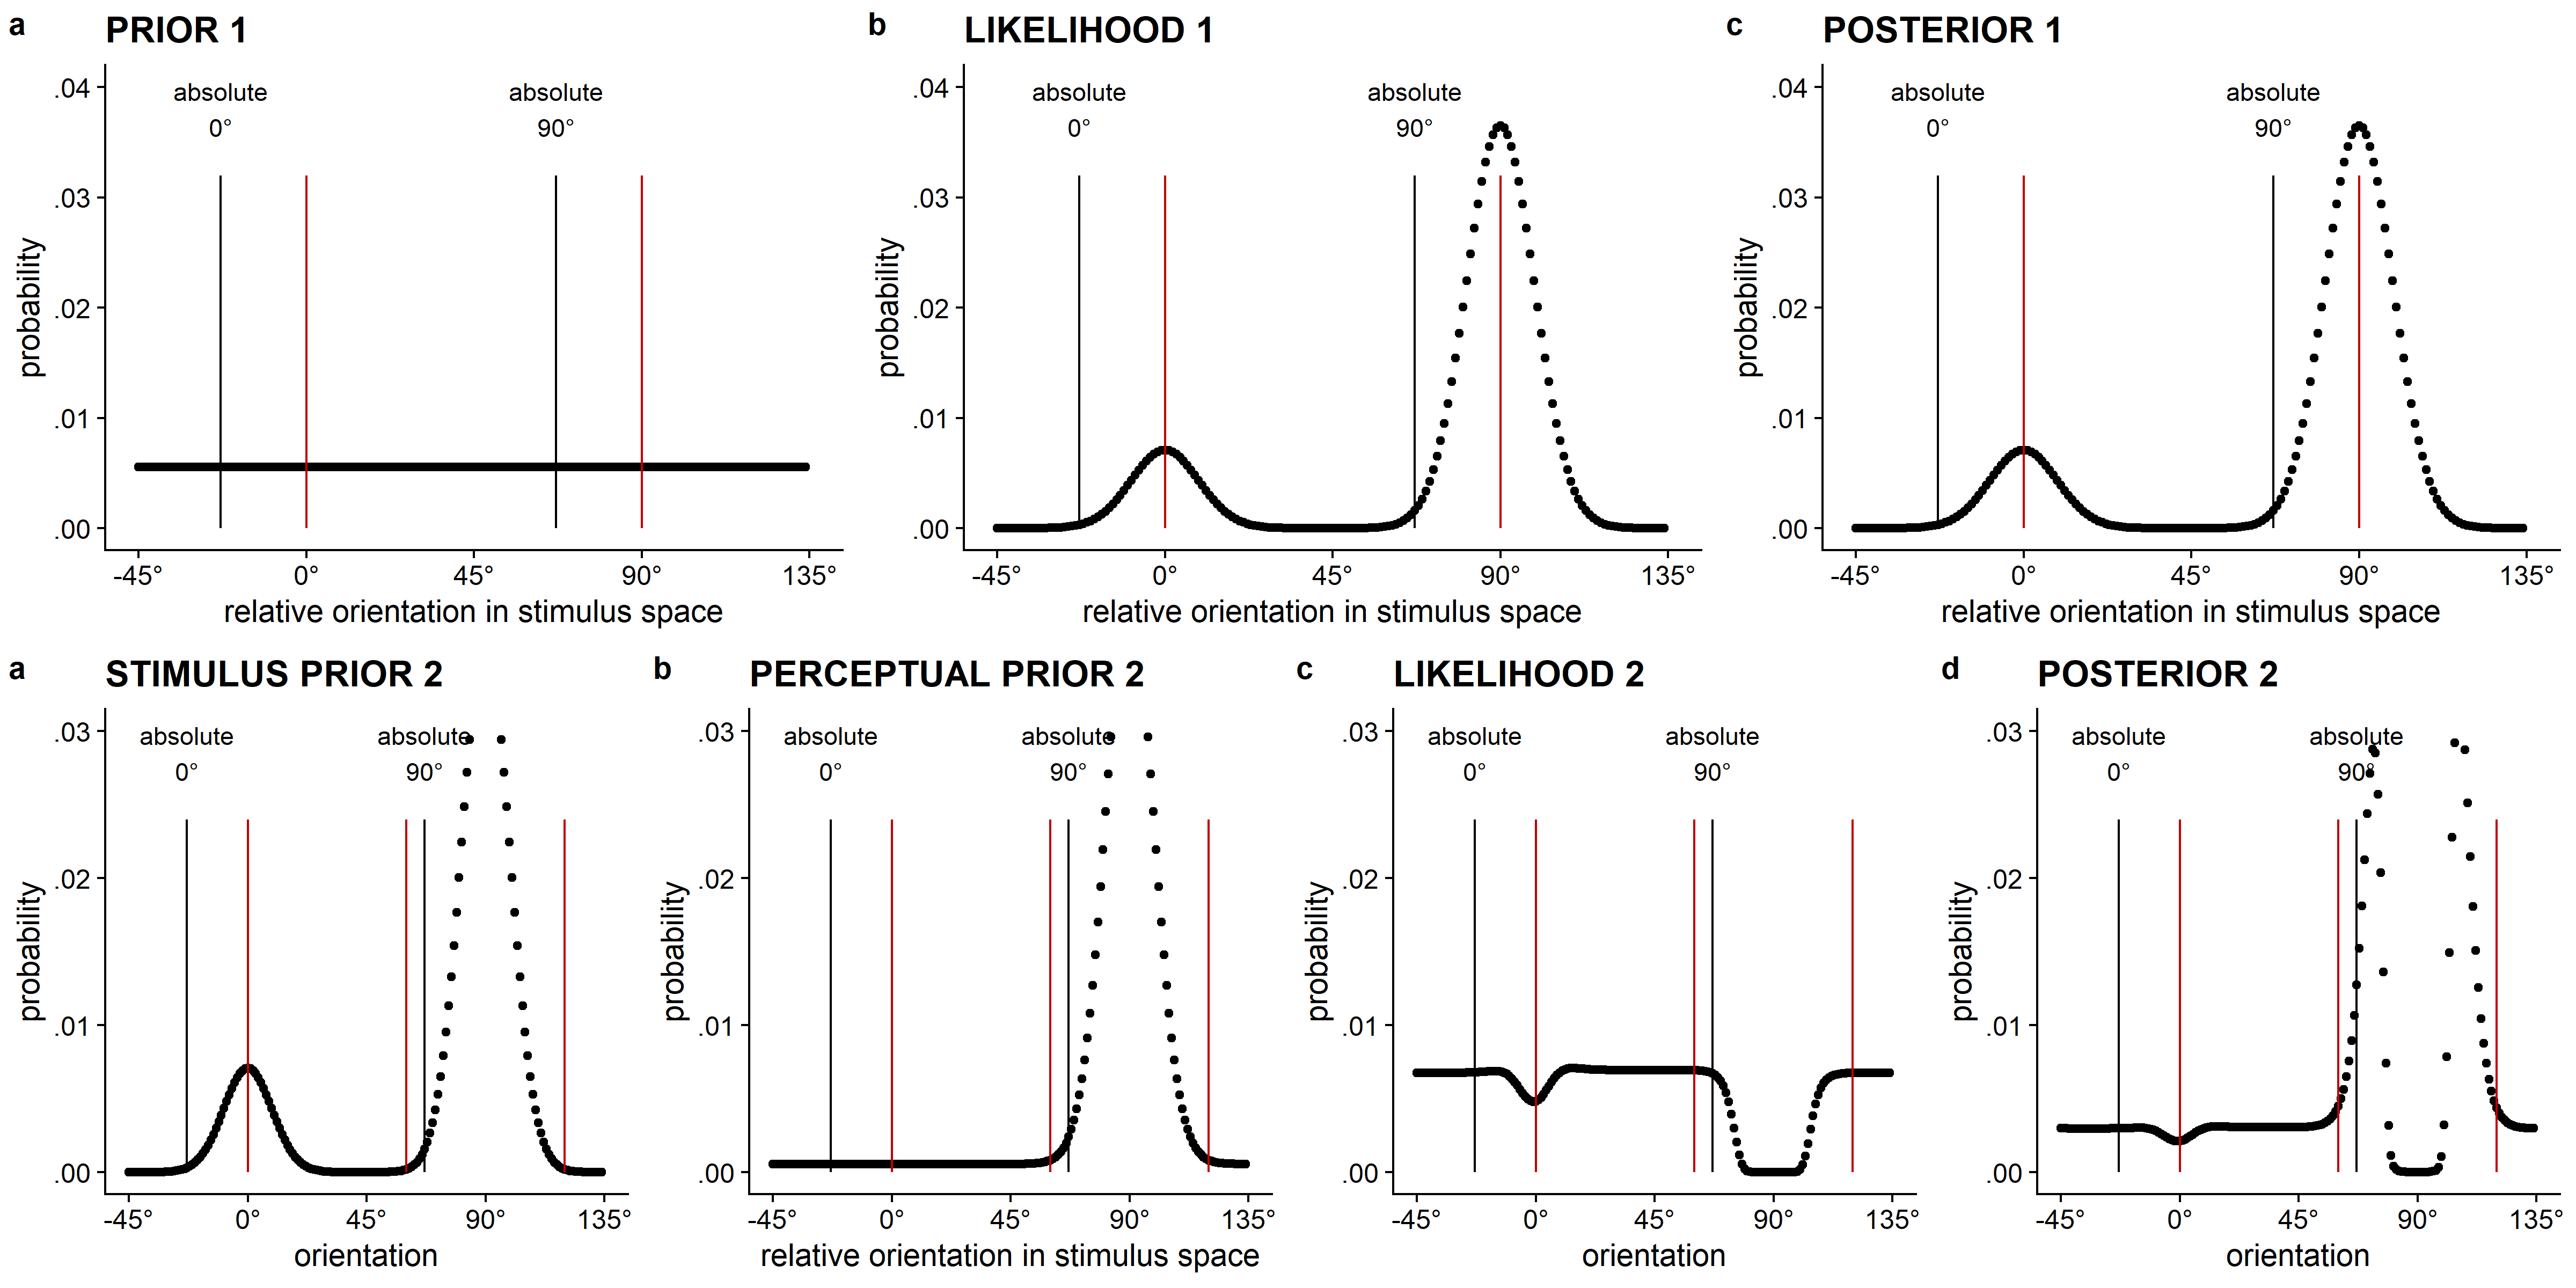 a PRIOR 1
absolute absolute
0° 90°
.04
.03
.02
.01
.00
probability
-45° 0° 45° 90° 135°
relative orientation in stimulus space
b LIKELIHOOD 1
absolute absolute
0° 90°
.04
.03
.02
.01
.00
probability
-45° 0° 45° 90° 135°
relative orientation in stimulus space
c POSTERIOR 1
absolute absolute
0° 90°
.04
.03
.02
.01
.00
probability
-45° 0° 45° 90° 135°
relative orientation in stimulus space
a STIMULUS PRIOR 2
absolute absolute
0° 90°
.03
.02
.01
.00
probability
-45° 0° 45° 90° 135°
orientation
b PERCEPTUAL PRIOR 2
absolute absolute
0° 90°
.03
.02
.01
.00
probability
-45° 0° 45° 90° 135°
relative orientation in stimulus space
c LIKELIHOOD 2
absolute absolute
0° 90°
.03
.02
.01
.00
probability
-45° 0° 45° 90° 135°
orientation
d POSTERIOR 2
absolute absolute
0° 90°
.03
.02
.01
.00
probability
-45° 0° 45° 90° 135°
orientation